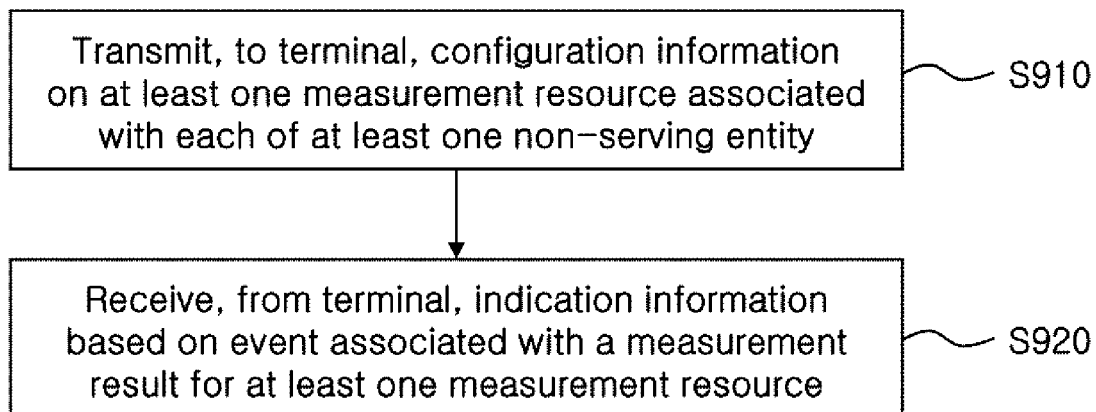 Transmit, to terminal, configuration information
on at least one measurement resource associated
with each of at least one non-serving entity
S910
Receive, from terminal, indication information
based on event associated with a measurement
result for at least one measurement resource
S920